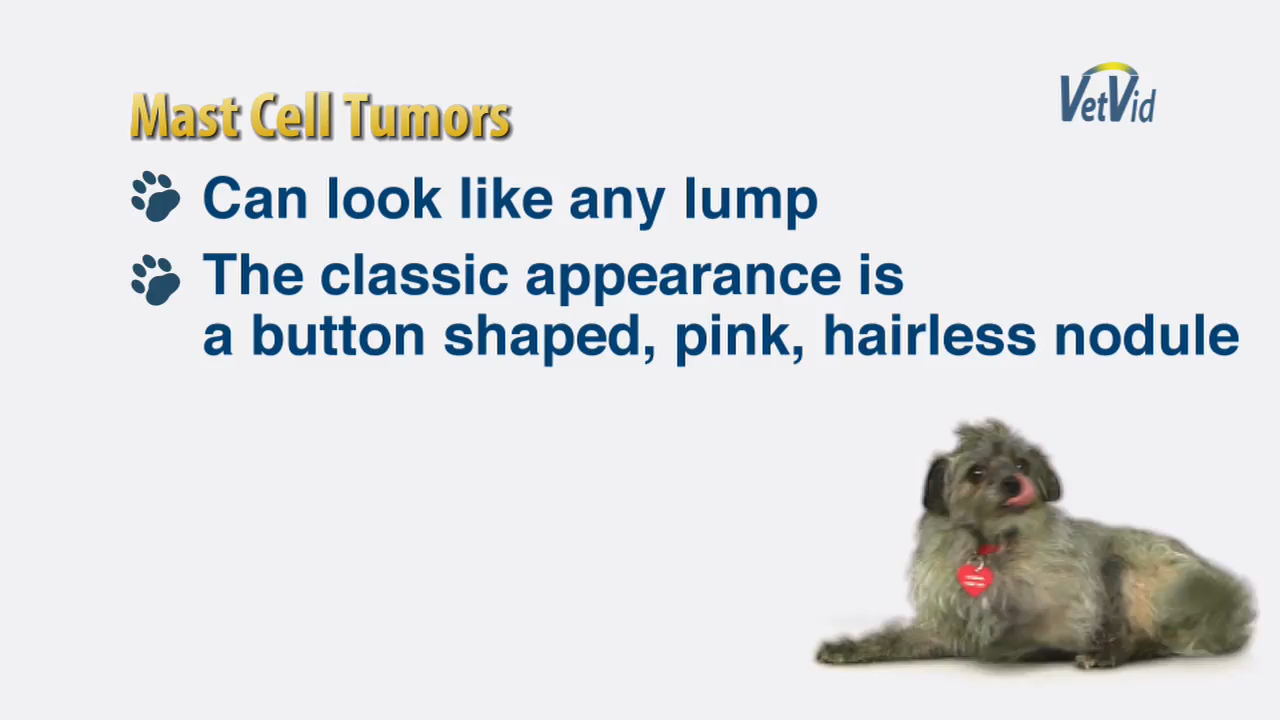 VetVid
Mast Cell Tumors
Can look like any lump
The classic appearance is
a button shaped, pink, hairless nodule